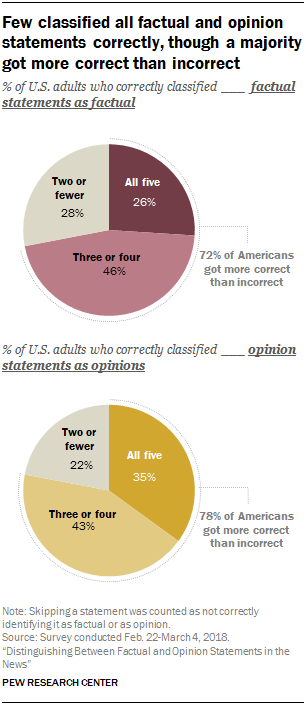 Few classified all factual and opinion
statements correctly, though a majority
got more correct than incorrect
% of U.S. adults who correctly classified ___ factual
statements as factual
Two or
fewer
28%
All five
26%
Three or four
46%
72% of Americans
got more correct
than incorrect
% of U.S. adults who correctly classified ___ opinion
statements as opinions
Two or
fewer
22%
All five
35%
Three or four
43%
78% of Americans
got more correct
than incorrect
Note: Skipping a statement was counted as not correctly
identifying it as factual or as opinion.
Source: Survey conducted Feb. 22-March 4, 2018.
“Distinguishing Between Factual and Opinion Statements in the
News”
PEW RESEARCH CENTER